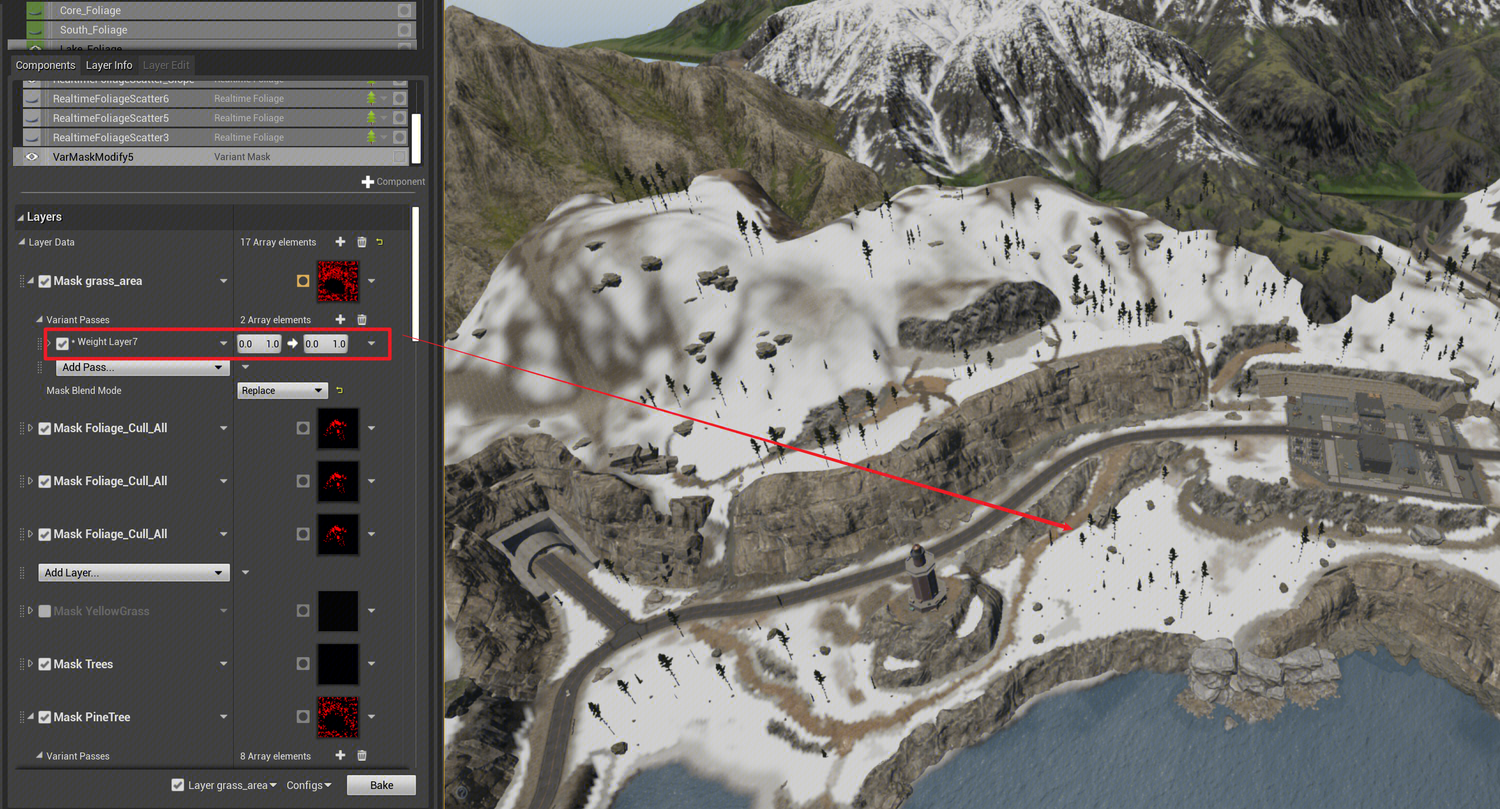 Core_Foliage
South_Foliage
Lake_Foliage
Components Layer Info Layer Edit
RealtimeFoliageScatter_Slope Realtime Foliage
RealtimeFoliageScatter6 Realtime Foliage
RealtimeFoliageScatter5 Realtime Foliage
RealtimeFoliageScatter3 Realtime Foliage
VarMaskModify5 Variant Mask
Component
Layers
Layer Data 17 Array elements
Mask grass_area
Variant Passes 2 Array elements
• Weight Layer7 0.0 1.0 0.0 1.0
Add Pass...
Mask Blend Mode Replace
Mask Foliage_Cull_All
Mask Foliage_Cull_All
Mask Foliage_Cull_All
Add Layer...
Mask YellowGrass
Mask Trees
Mask PineTree
Variant Passes 8 Array elements
Layer grass_area Configs Bake